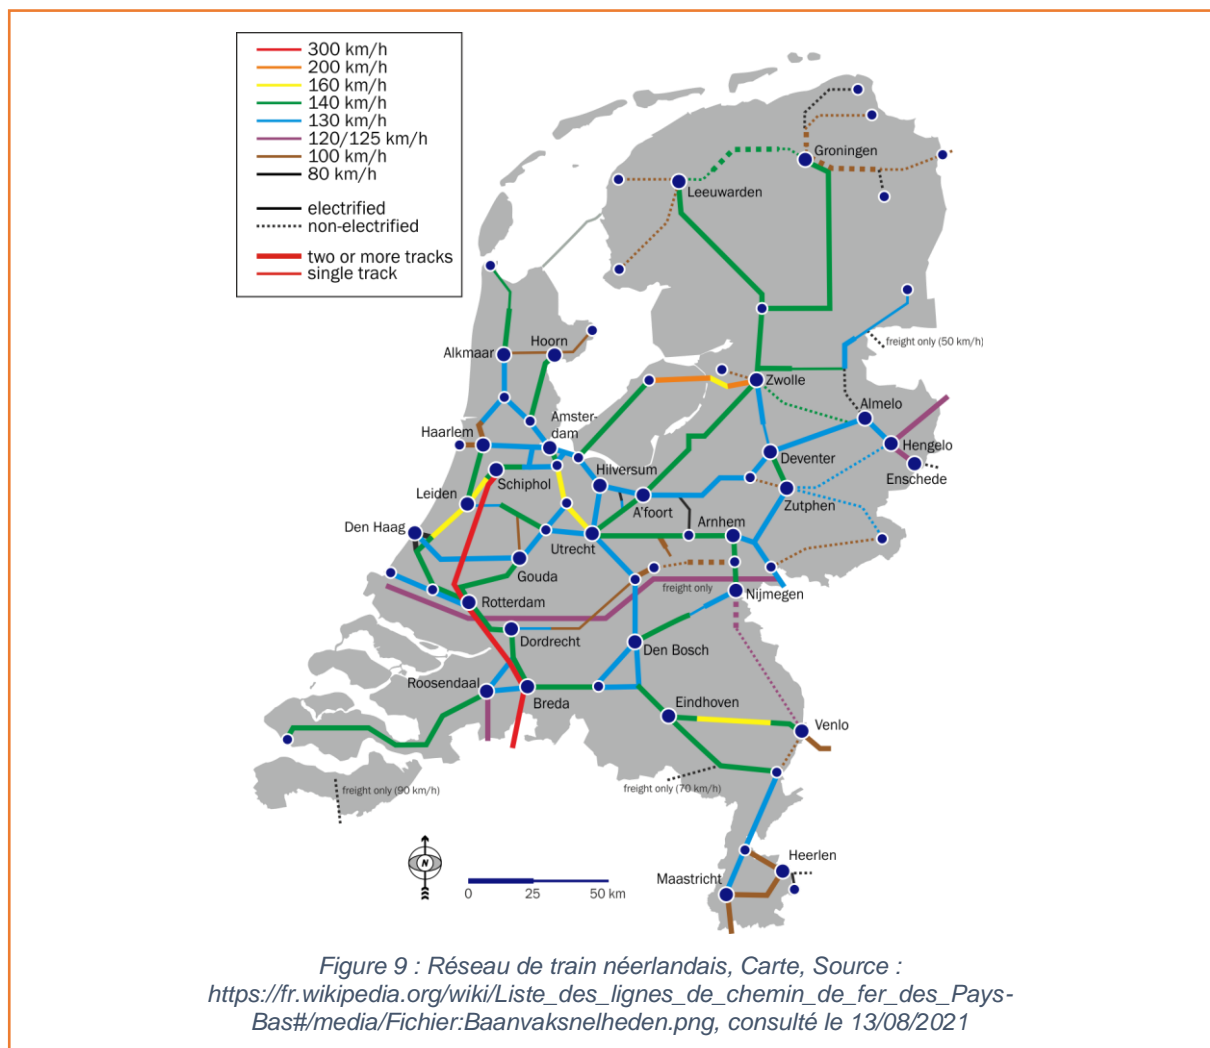 300 km/h
200 km/h
160 km/h
140 km/h
130 km/h
120/125 km/h
100 km/h
80 km/h
electrified
non-electrified
two or more tracks
single track
Groningen
Leeuwarden
Hoorn
Alkmaar
freight only (50 km/h)
Zwolle
Almelo
Amster-
dam
Haarlem
Hengelo
Deventer
Hilversum
Enschede
Schiphol
Leiden
Zutphen
A'foort
Den Haag
Arnhem
Utrecht
Gouda
freight only
Nijmegen
Rotterdam
Dordrecht
Den Bosch
Roosendaal
Breda
Eindhoven
Venlo
freight only (90 km/h)
freight only (70 km/h)
N
Heerlen
Maastricht
0 25 50 km
Figure 9 : Réseau de train néerlandais, Carte, Source :
https://fr.wikipedia.org/wiki/Liste_des_lignes_de_chemin_de_fer_des_Pays-
Bas#/media/Fichier:Baanvaksnelheden.png, consulté le 13/08/2021